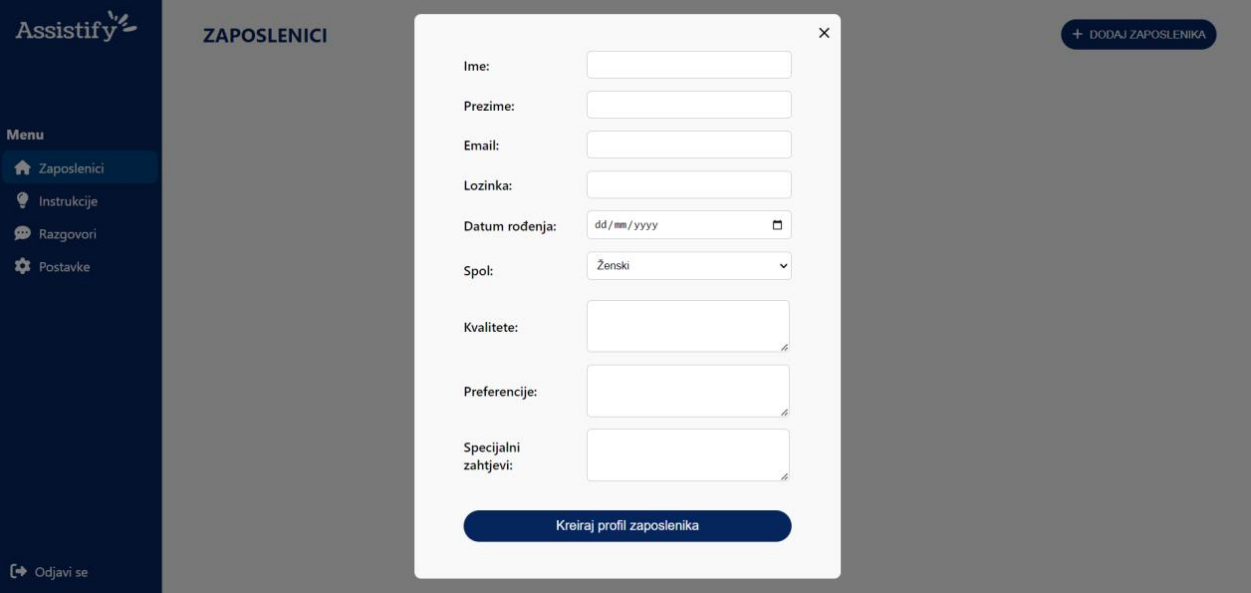 Assistify
ZAPOSLENICI
+ DODAJ ZAPOSLENIKA
Menu
Zaposlenici
Instrukcije
Razgovori
Postavke
Odjavi se
Ime:
Prezime:
Email:
Lozinka:
Datum rođenja:
dd/mm/yyyy
Spol:
Ženski
Kvalitete:
Preferencije:
Specijalni
zahtjevi:
Kreiraj profil zaposlenika